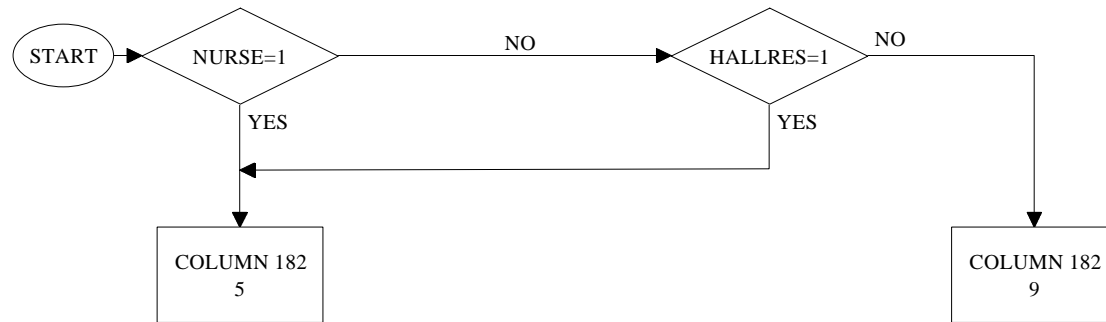 START
NURSE=1
NO
HALLRES=1
NO
YES
YES
COLUMN 182
5
COLUMN 182
9